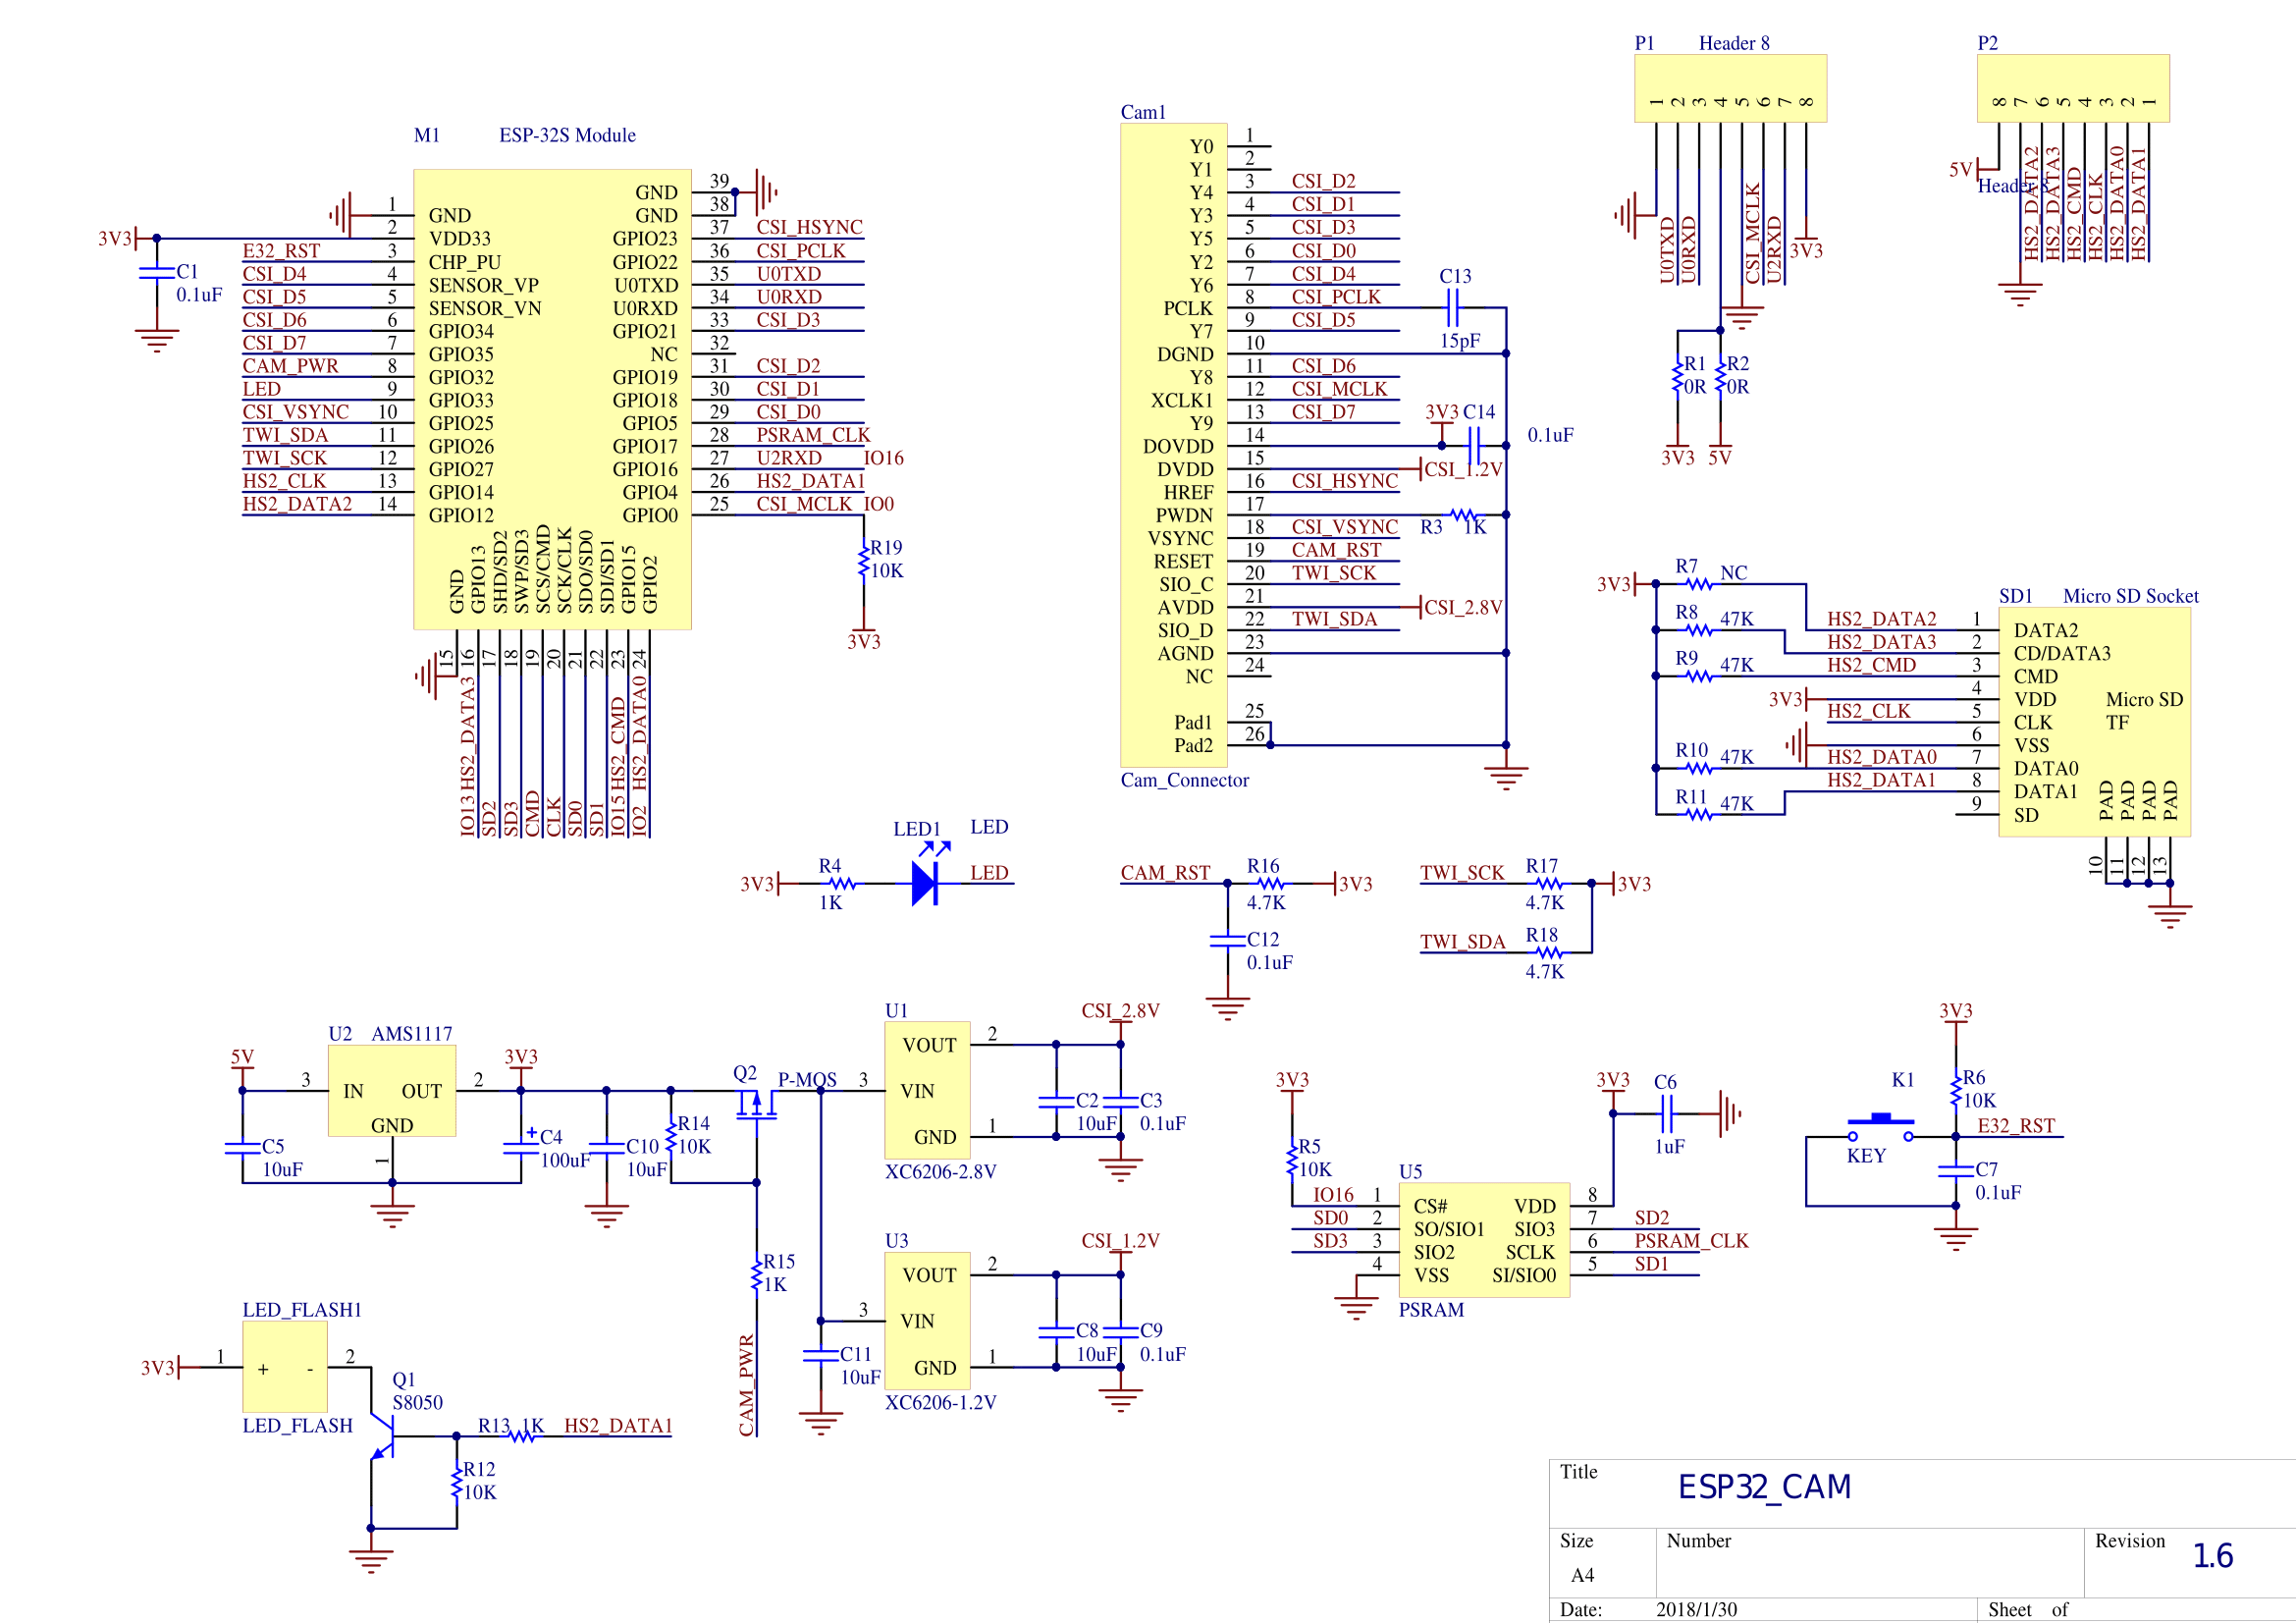 P1 Header 8
1 2 3 4 5 6 7 8
U0TXD
U0RXD
CSI_MCLK
U2RXD
3V3
R1
0R
R2
0R
3V3 5V
P2
8 7 6 5 4 3 2 1
5V
Header 8
HS2_DATA2
HS2_DATA3
HS2_CMD
HS2_CLK
HS2_DATA0
HS2_DATA1
M1 ESP-32S Module
3V3
C1
0.1uF
1 GND
2 VDD33
E32_RST 3 CHP_PU
CSI_D4 4 SENSOR_VP
CSI_D5 5 SENSOR_VN
CSI_D6 6 GPIO34
CSI_D7 7 GPIO35
CAM_PWR 8 GPIO32
LED 9 GPIO33
CSI_VSYNC 10 GPIO25
TWI_SDA 11 GPIO26
TWI_SCK 12 GPIO27
HS2_CLK 13 GPIO14
HS2_DATA2 14 GPIO12
GND 39
GND 38
GPIO23 37 CSI_HSYNC
GPIO22 36 CSI_PCLK
U0TXD 35 U0TXD
U0RXD 34 U0RXD
GPIO21 33 CSI_D3
NC 32
GPIO19 31 CSI_D2
GPIO18 30 CSI_D1
GPIO5 29 CSI_D0
GPIO17 28 PSRAM_CLK
GPIO16 27 U2RXD IO16
GPIO4 26 HS2_DATA1
GPIO0 25 CSI_MCLK IO0
R19
10K
3V3
GND 15
GPIO13 16 IO13 HS2_DATA3
SHD/SD2 17 SD2
SWP/SD3 18 SD3
SCS/CMD 19 CMD
SCK/CLK 20 CLK
SDO/SD0 21 SD0
SDI/SD1 22 SD1
GPIO15 23 IO15 HS2_CMD
GPIO2 24 IO2 HS2_DATA0
Cam1
Y0 1
Y1 2
Y4 3 CSI_D2
Y3 4 CSI_D1
Y5 5 CSI_D3
Y2 6 CSI_D0
Y6 7 CSI_D4
PCLK 8 CSI_PCLK
Y7 9 CSI_D5
DGND 10
Y8 11 CSI_D6
XCLK1 12 CSI_MCLK
Y9 13 CSI_D7
DOVDD 14
DVDD 15 CSI_1.2V
HREF 16 CSI_HSYNC
PWDN 17
VSYNC 18 CSI_VSYNC
RESET 19 CAM_RST
SIO_C 20 TWI_SCK
AVDD 21 CSI_2.8V
SIO_D 22 TWI_SDA
AGND 23
NC 24
Pad1 25
Pad2 26
Cam_Connector
C13
15pF
3V3 C14
0.1uF
R3 1K
3V3
R7 NC
R8 47K
R9 47K
R10 47K
R11 47K
SD1 Micro SD Socket
HS2_DATA2 1 DATA2
HS2_DATA3 2 CD/DATA3
HS2_CMD 3 CMD
3V3 4 VDD
HS2_CLK 5 CLK
6 VSS
HS2_DATA0 7 DATA0
HS2_DATA1 8 DATA1
9 SD
Micro SD
TF
PAD PAD PAD PAD
10 11 12 13
LED1 LED
3V3 R4 LED
1K
CAM_RST R16 3V3
4.7K
C12
0.1uF
TWI_SCK R17 3V3
4.7K
TWI_SDA R18
4.7K
U2 AMS1117
5V
3 IN OUT 2
GND
1
3V3
C5
10uF
+ C4
100uF
C10
10uF
R14
10K
Q2
P-MOS
R15
1K
CAM_PWR
U1
VOUT 2
3 VIN
GND 1
XC6206-2.8V
CSI_2.8V
C2
10uF
C3
0.1uF
U3
VOUT 2
3 VIN
GND 1
XC6206-1.2V
CSI_1.2V
C8
10uF
C9
0.1uF
C11
10uF
3V3
R5
10K
3V3
C6
1uF
U5
IO16 1 CS# VDD 8
SD0 2 SO/SIO1 SIO3 7 SD2
SD3 3 SIO2 SCLK 6 PSRAM_CLK
4 VSS SI/SIO0 5 SD1
PSRAM
3V3
K1
R6
10K
E32_RST
KEY
C7
0.1uF
LED_FLASH1
3V3 1 + - 2
LED_FLASH
Q1
S8050
R13 1K HS2_DATA1
R12
10K
Title
ESP32_CAM
Size Number Revision 1.6
A4
Date: 2018/1/30 Sheet of